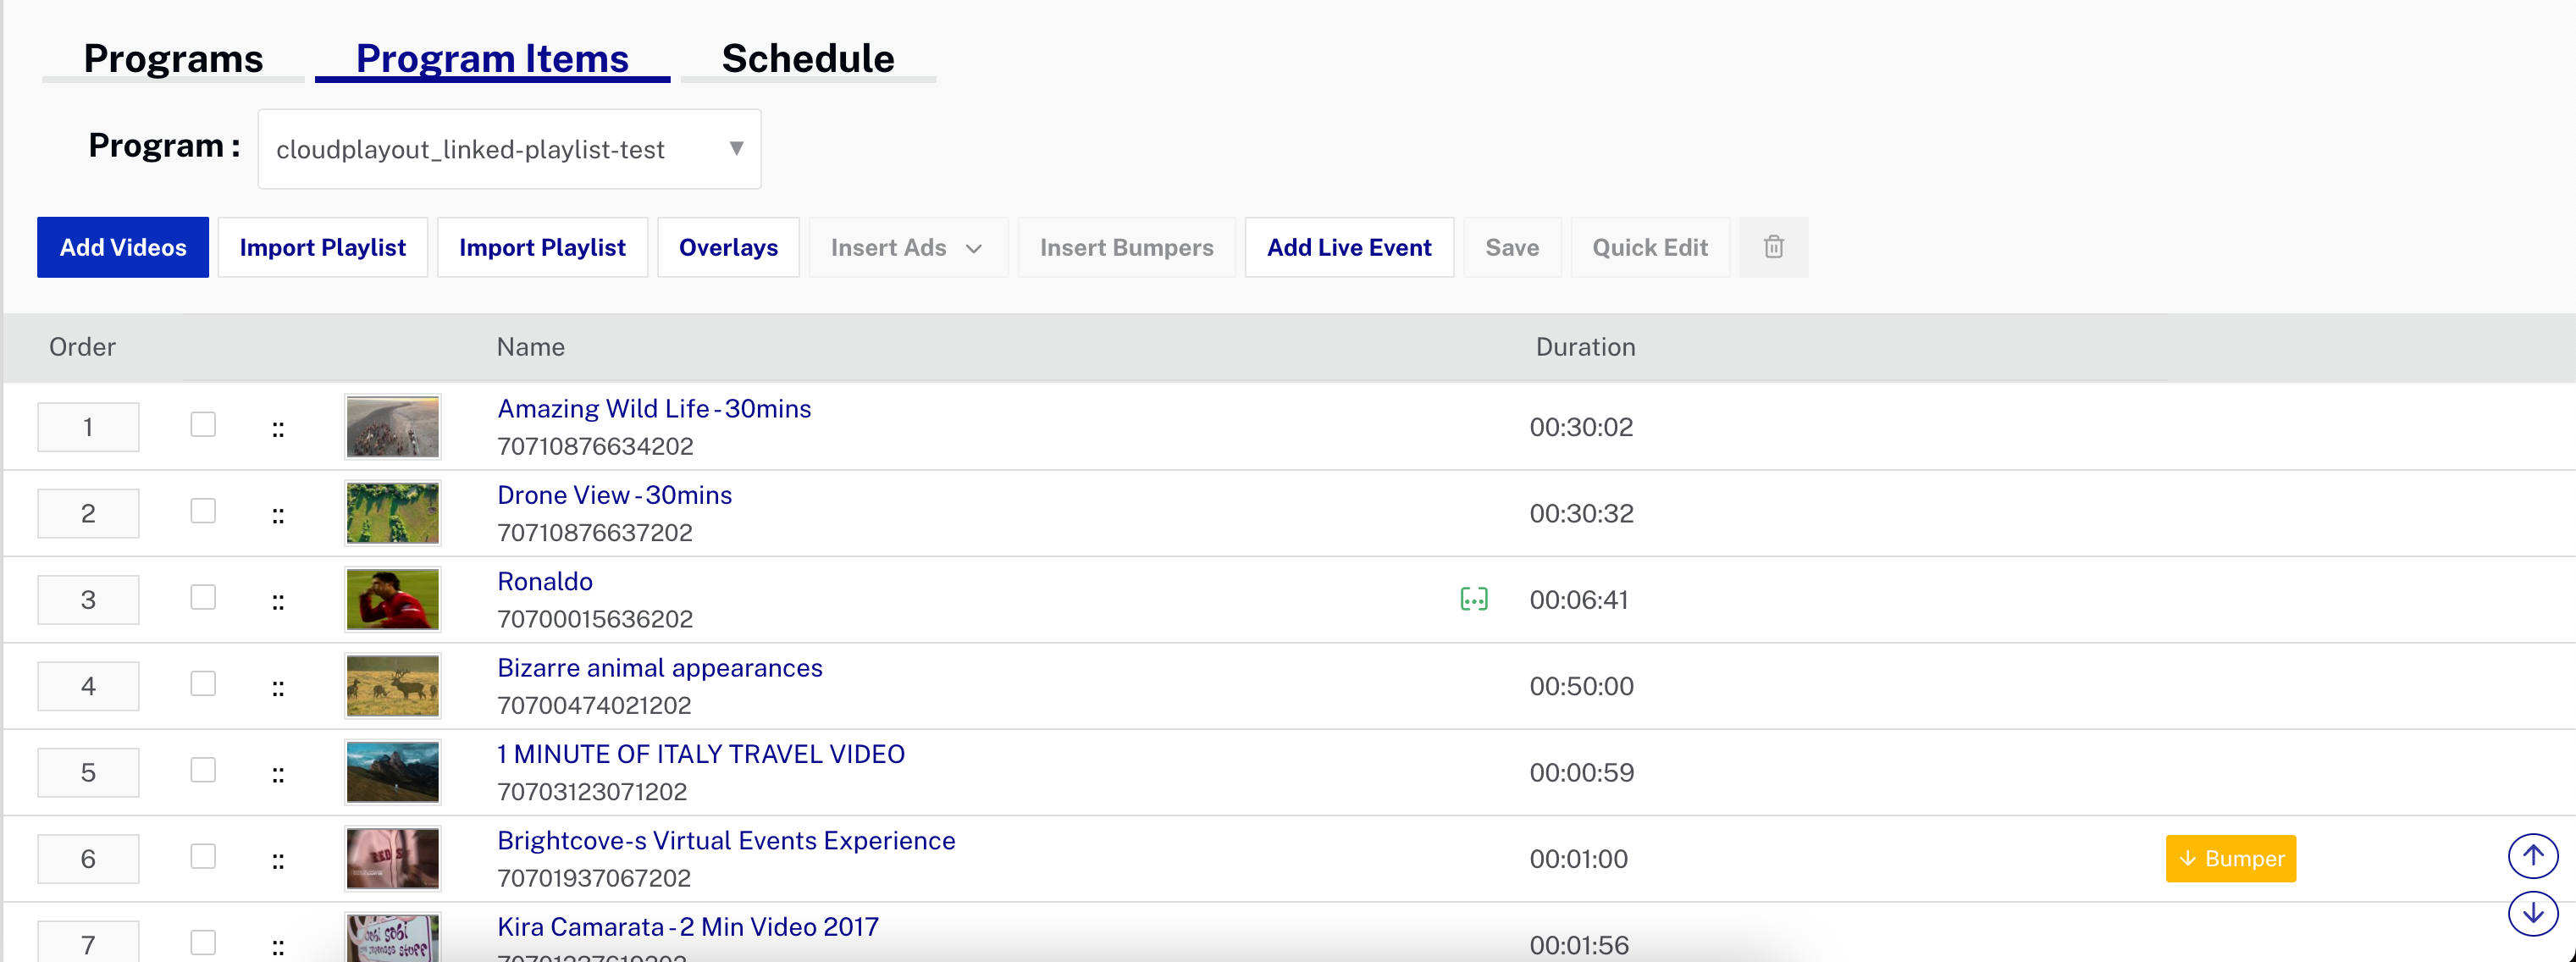 Programs Program Items Schedule
Program : cloudplayout_linked-playlist-test
Add Videos Import Playlist Import Playlist Overlays Insert Ads Insert Bumpers Add Live Event Save Quick Edit
Order Name Duration
1 Amazing Wild Life - 30mins 00:30:02
70710876634202
2 Drone View - 30mins 00:30:32
70710876637202
3 Ronaldo 00:06:41
70700015636202
4 Bizarre animal appearances 00:50:00
70700474021202
5 1 MINUTE OF ITALY TRAVEL VIDEO 00:00:59
70703123071202
6 Brightcove-s Virtual Events Experience 00:01:00 Bumper
70701937067202
7 Kira Camarata - 2 Min Video 2017 00:01:56